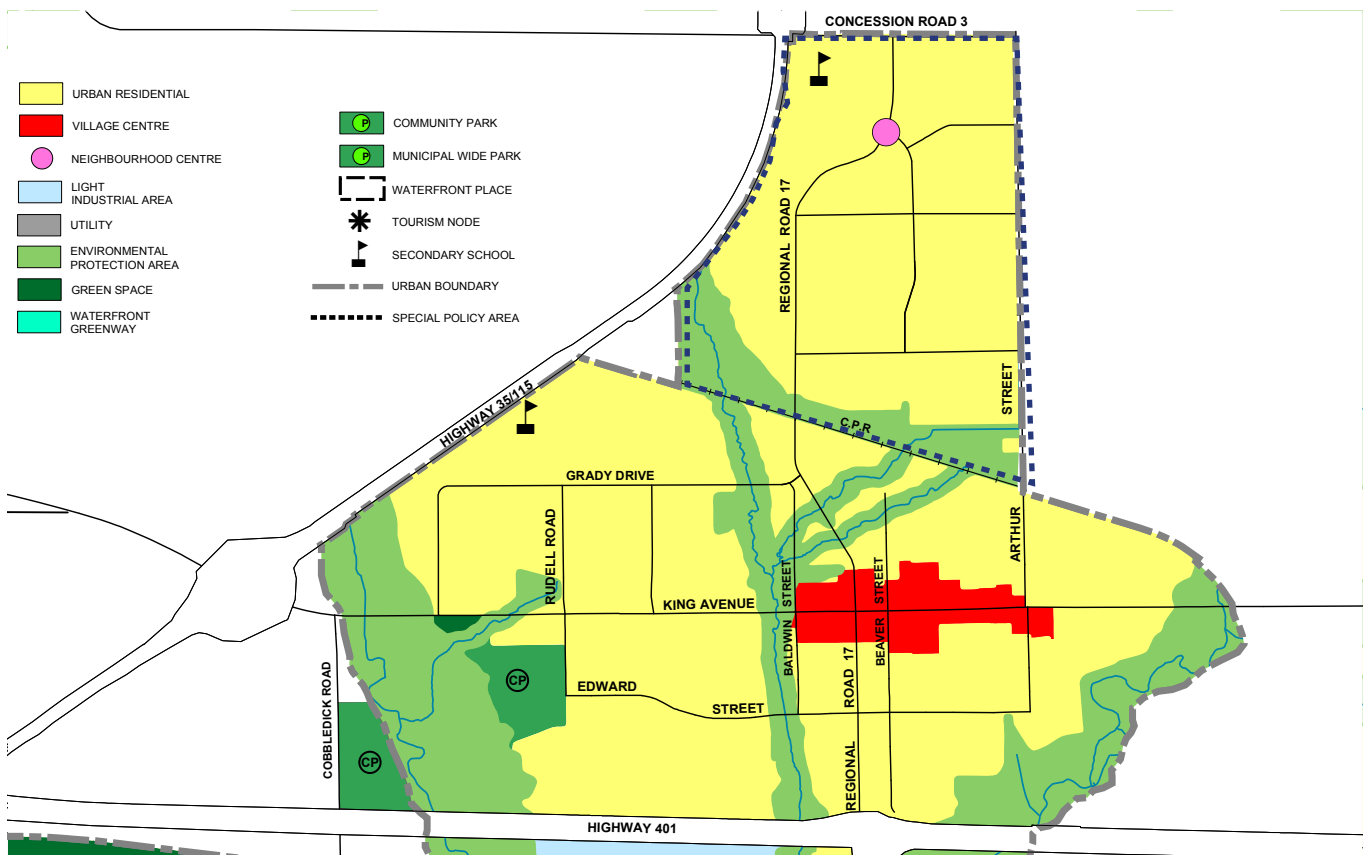 CONCESSION ROAD 3
URBAN RESIDENTIAL
VILLAGE CENTRE
NEIGHBOURHOOD CENTRE
LIGHT
INDUSTRIAL AREA
UTILITY
ENVIRONMENTAL
PROTECTION AREA
GREEN SPACE
WATERFRONT
GREENWAY
P
COMMUNITY PARK
P
MUNICIPAL WIDE PARK
WATERFRONT PLACE
TOURISM NODE
SECONDARY SCHOOL
URBAN BOUNDARY
SPECIAL POLICY AREA
REGIONAL ROAD 17
HIGHWAY 35/115
STREET
C.P.R
GRADY DRIVE
RUDELL ROAD
ARTHUR
KING AVENUE
BALDWIN STREET
BEAVER STREET
COBBLEDICK ROAD
CP
EDWARD
STREET
CP
REGIONAL ROAD 17
HIGHWAY 401